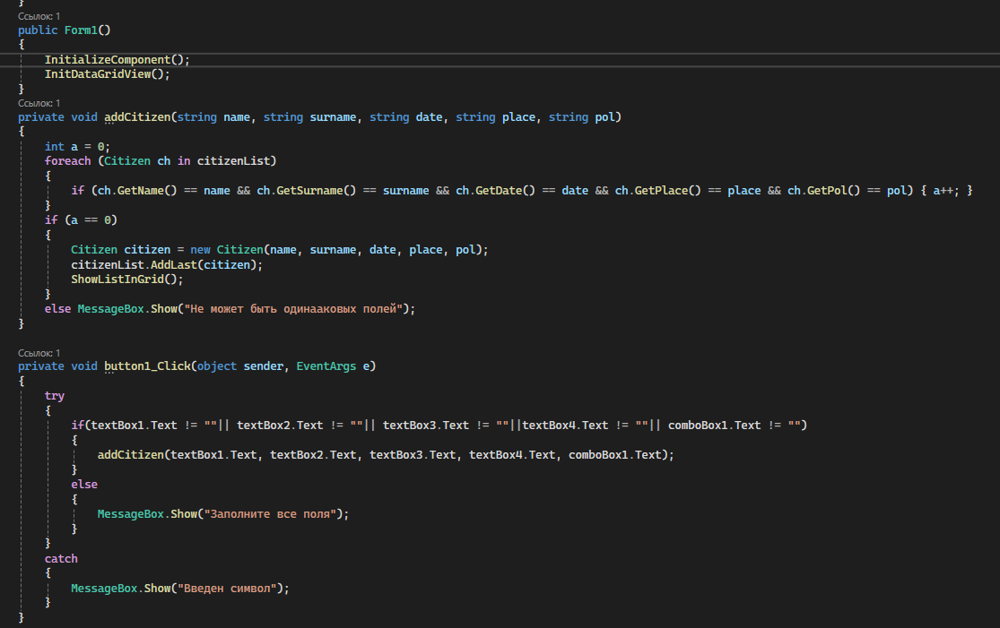 }
Ссылок: 1
public Form1()
{
InitializeComponent();
InitDataGridView();
}
Ссылок: 1
private void addCitizen(string name, string surname, string date, string place, string pol)
{
int a = 0;
foreach (Citizen ch in citizenList)
{
if (ch.GetName() == name && ch.GetSurname() == surname && ch.GetDate() == date && ch.GetPlace() == place && ch.GetPol() == pol) { a++; }
}
if (a == 0)
{
Citizen citizen = new Citizen(name, surname, date, place, pol);
citizenList.AddLast(citizen);
ShowListInGrid();
}
else MessageBox.Show("Не может быть одинааковых полей");
}
Ссылок: 1
private void button1_Click(object sender, EventArgs e)
{
try
{
if(textBox1.Text != ""|| textBox2.Text != ""|| textBox3.Text != ""||textBox4.Text != ""|| comboBox1.Text != "")
{
addCitizen(textBox1.Text, textBox2.Text, textBox3.Text, textBox4.Text, comboBox1.Text);
}
else
{
MessageBox.Show("Заполните все поля");
}
}
catch
{
MessageBox.Show("Введен символ");
}
}